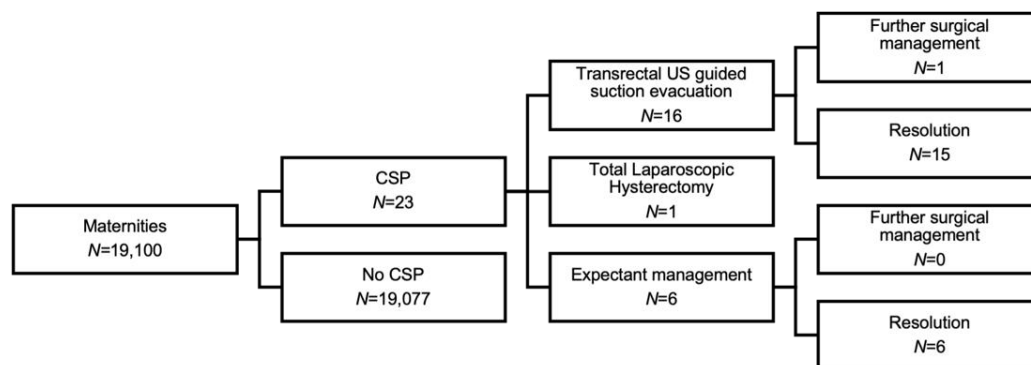 Maternities
N=19,100
CSP
N=23
No CSP
N=19,077
Transrectal US guided
suction evacuation
N=16
Total Laparoscopic
Hysterectomy
N=1
Expectant management
N=6
Further surgical
management
N=1
Resolution
N=15
Further surgical
management
N=0
Resolution
N=6